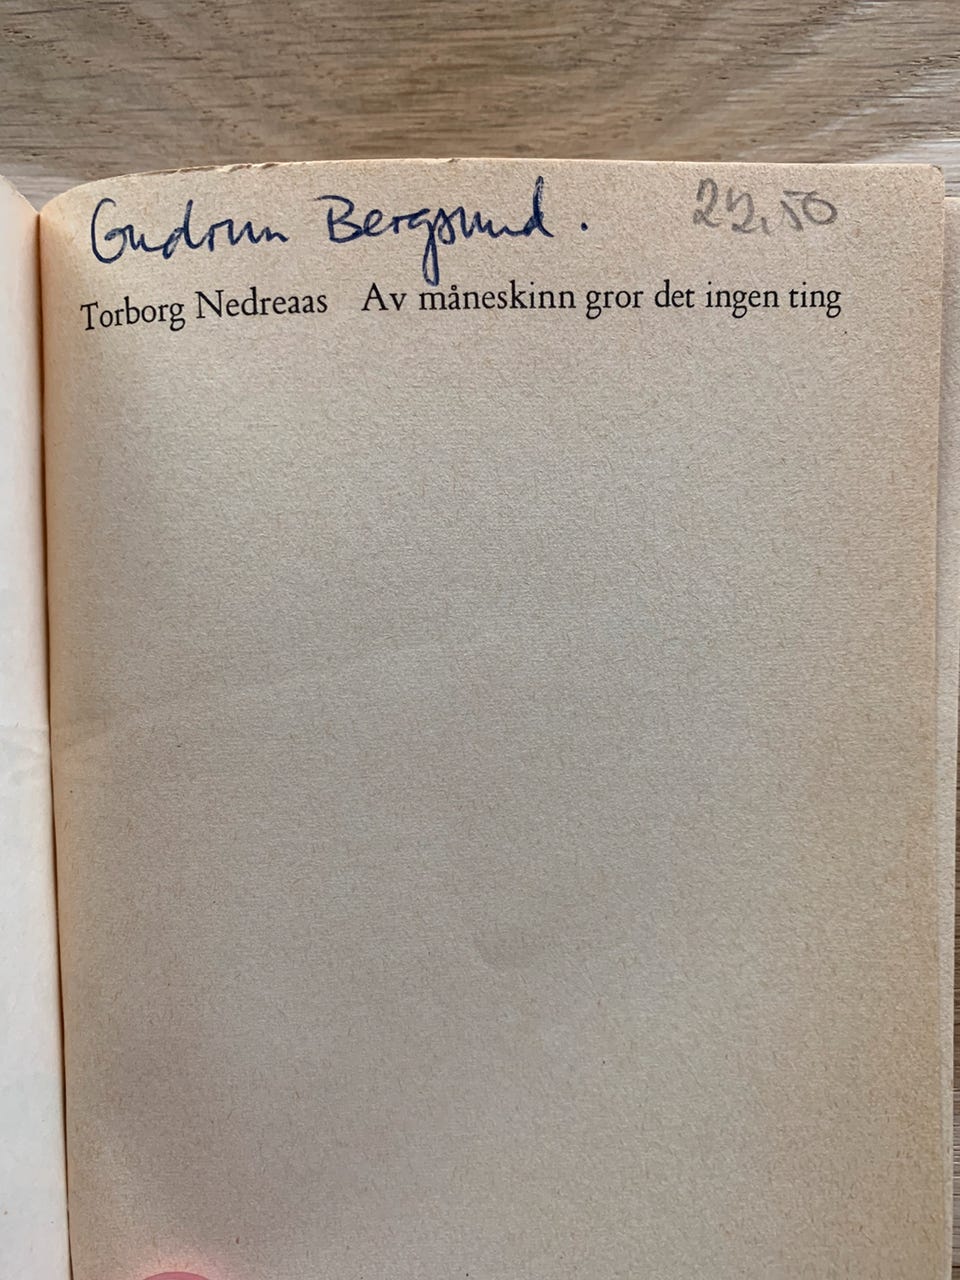 Gudrun Bergsund. 22,50
Torborg Nedreaas Av måneskinn gror det ingen ting